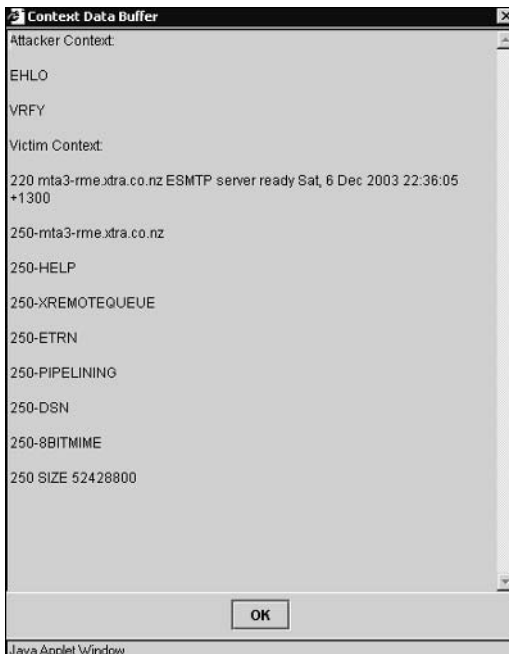 Context Data Buffer
Attacker Context:
EHLO
VRFY
Victim Context:
220 mta3-rme.xtra.co.nz ESMTP server ready Sat, 6 Dec 2003 22:36:05
+1300
250-mta3-rme.xtra.co.nz
250-HELP
250-XREMOTEQUEUE
250-ETRN
250-PIPELINING
250-DSN
250-8BITMIME
250 SIZE 52428800
OK
Java Applet Window